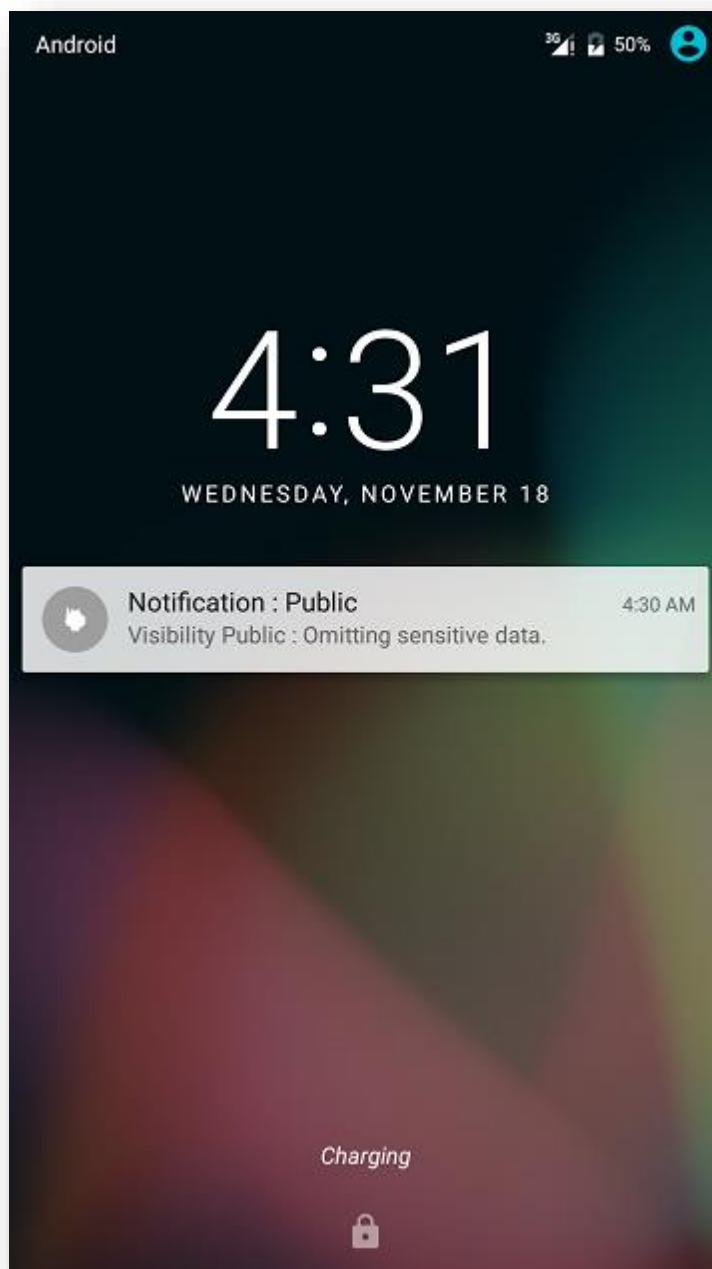 Android
3G
50%
4:31
WEDNESDAY, NOVEMBER 18
Notification : Public
4:30 AM
Visibility Public : Omitting sensitive data.
Charging